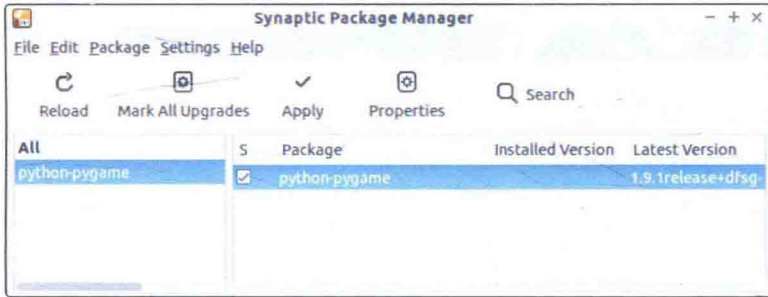 Synaptic Package Manager
File Edit Package Settings Help
Reload Mark All Upgrades Apply Properties Search
All
python-pygame
S Package Installed Version Latest Version
python-pygame 1.9.1release+dfsg-